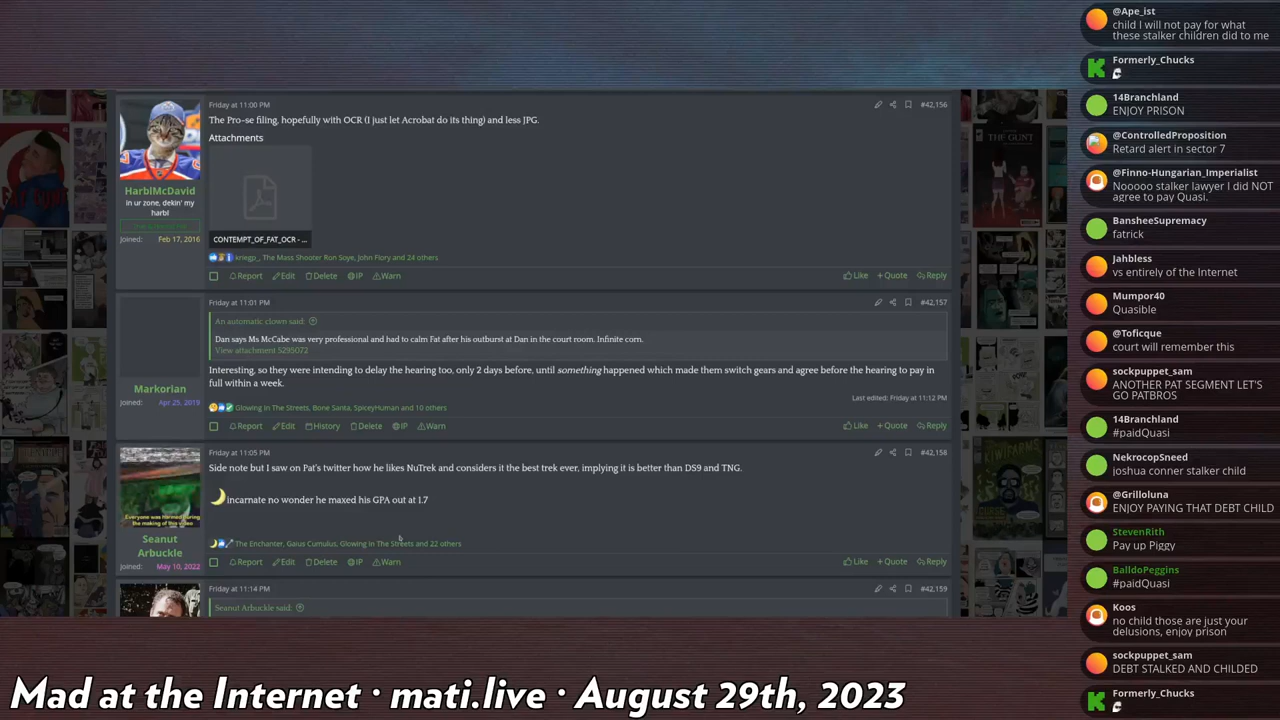 Friday at 11:00 PM
#42,156
The Pro-se filing, hopefully with OCR (I just let Acrobat do its thing) and less JPG.
Attachments
CONTEMPT_OF_FAT_OCR - ...
HarblMcDavid
In ur zone, dekin' my
harbl
Joined: Feb 17, 2016
kriegp_, The Mass Shooter Ron Soye, John Fiory and 24 others
Report Edit Delete IP Warn
Like + Quote Reply
Friday at 11:01 PM
#42,157
An automatic clown said:
Dan says Ms McCabe was very professional and had to calm Fat after his outburst at Dan in the court room. Infinite corn.
View attachment 5295072
Interesting, so they were intending to delay the hearing too, only 2 days before, until something happened which made them switch gears and agree before the hearing to pay in
full within a week.
Markorian
Joined: Apr 25, 2019
Last edited: Friday at 11:12 PM
Glowing In The Streets, Bone Santa, SpiceyHuman and 10 others
Report Edit History Delete IP Warn
Like + Quote Reply
Friday at 11:05 PM
#42,158
Side note but I saw on Pat's twitter how he likes NuTrek and considers it the best trek ever, implying it is better than DS9 and TNG.
incarnate no wonder he maxed his GPA out at 1.7
Everyone was Harmed During
the making of this video
Seanut
Arbuckle
Joined: May 10, 2022
The Enchanter, Gaius Cumulus, Glowing In The Streets and 22 others
Report Edit Delete IP Warn
Like + Quote Reply
Friday at 11:14 PM
#42,159
Seanut Arbuckle said:
THE GUNT
KIWIFARMS
@Ape_ist
child I will not pay for what
these stalker children did to me
Formerly_Chucks
14Branchland
ENJOY PRISON
@ControlledProposition
Retard alert in sector 7
@Finno-Hungarian_Imperialist
Nooooo stalker lawyer I did NOT
agree to pay Quasi.
BansheeSupremacy
fatrick
Jahbless
vs entirely of the Internet
Mumpor40
Quasible
@Toficque
court will remember this
sockpuppet_sam
ANOTHER PAT SEGMENT LET'S
GO PATBROS
14Branchland
#paidQuasi
NekrocopSneed
joshua conner stalker child
@Grilloluna
ENJOY PAYING THAT DEBT CHILD
StevenRith
Pay up Piggy
BalldoPeggins
#paidQuasi
Koos
no child those are just your
delusions, enjoy prison
sockpuppet_sam
DEBT STALKED AND CHILDED
Formerly_Chucks
Mad at the Internet · mati.live · August 29th, 2023